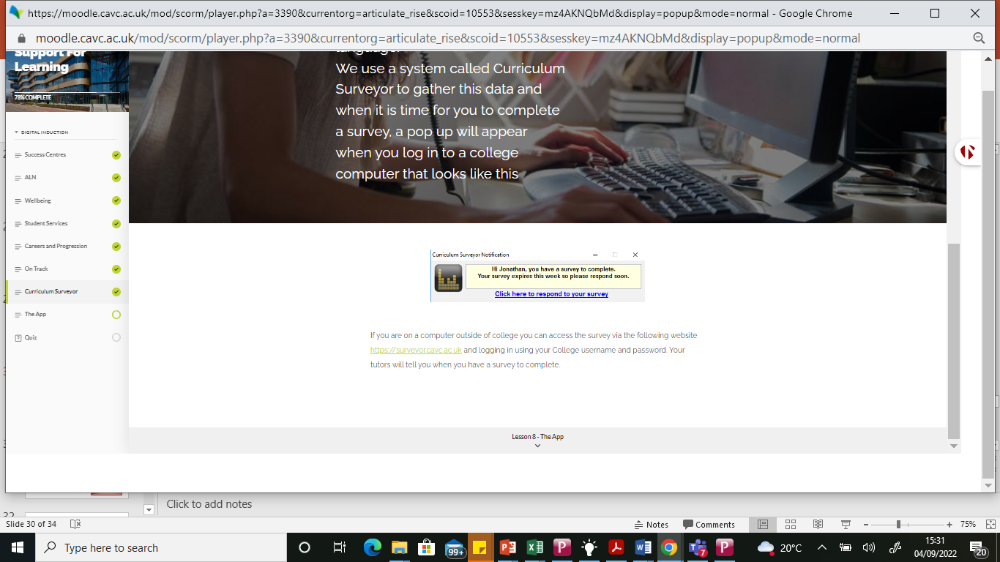 https://moodle.cavc.ac.uk/mod/scorm/player.php?a=3390&currentorg=articulate_rise&scoid=10553&sesskey=mz4AKNQbMd&display=popup&mode=normal - Google Chrome
moodle.cavc.ac.uk/mod/scorm/player.php?a=3390&currentorg=articulate_rise&scoid=10553&sesskey=mz4AKNQbMd&display=popup&mode=normal
Support For
Learning
78% COMPLETE
DIGITAL INDUCTION
Success Centres
ALN
Wellbeing
Student Services
Careers and Progression
On Track
Curriculum Surveyor
The App
Quiz
language.
We use a system called Curriculum
Surveyor to gather this data and
when it is time for you to complete
a survey, a pop up will appear
when you log in to a college
computer that looks like this
Curriculum Surveyor Notification
Hi Jonathan, you have a survey to complete.
Your survey expires this week so please respond soon.
Click here to respond to your survey
If you are on a computer outside of college you can access the survey via the following website
https://surveyor.cavc.ac.uk and logging in using your College username and password. Your
tutors will tell you when you have a survey to complete.
Lesson 8 - The App
32
Click to add notes
Slide 30 of 34
Notes
Comments
75%
Type here to search
99+
7
20°C
15:31
04/09/2022
20